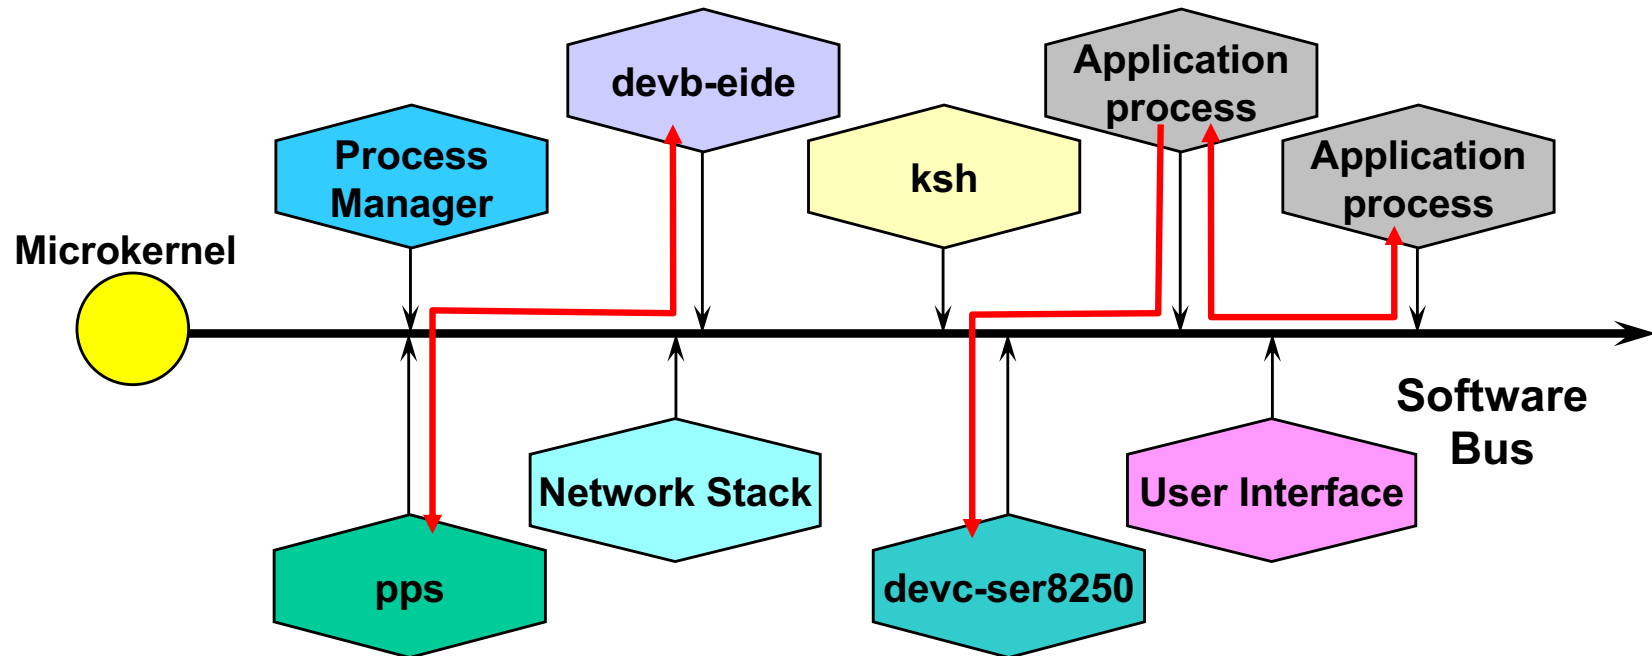 devb-eide
Application
process
Process
Manager
ksh
Application
process
Microkernel
Software
Bus
Network Stack
User Interface
pps
devc-ser8250